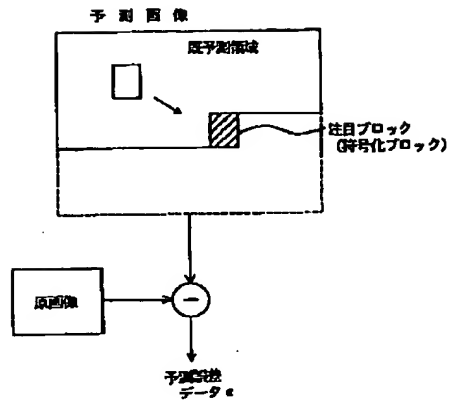 予測画像
既予測領域
注目ブロック
(符号化ブロック)
原画像
予測誤差
データe